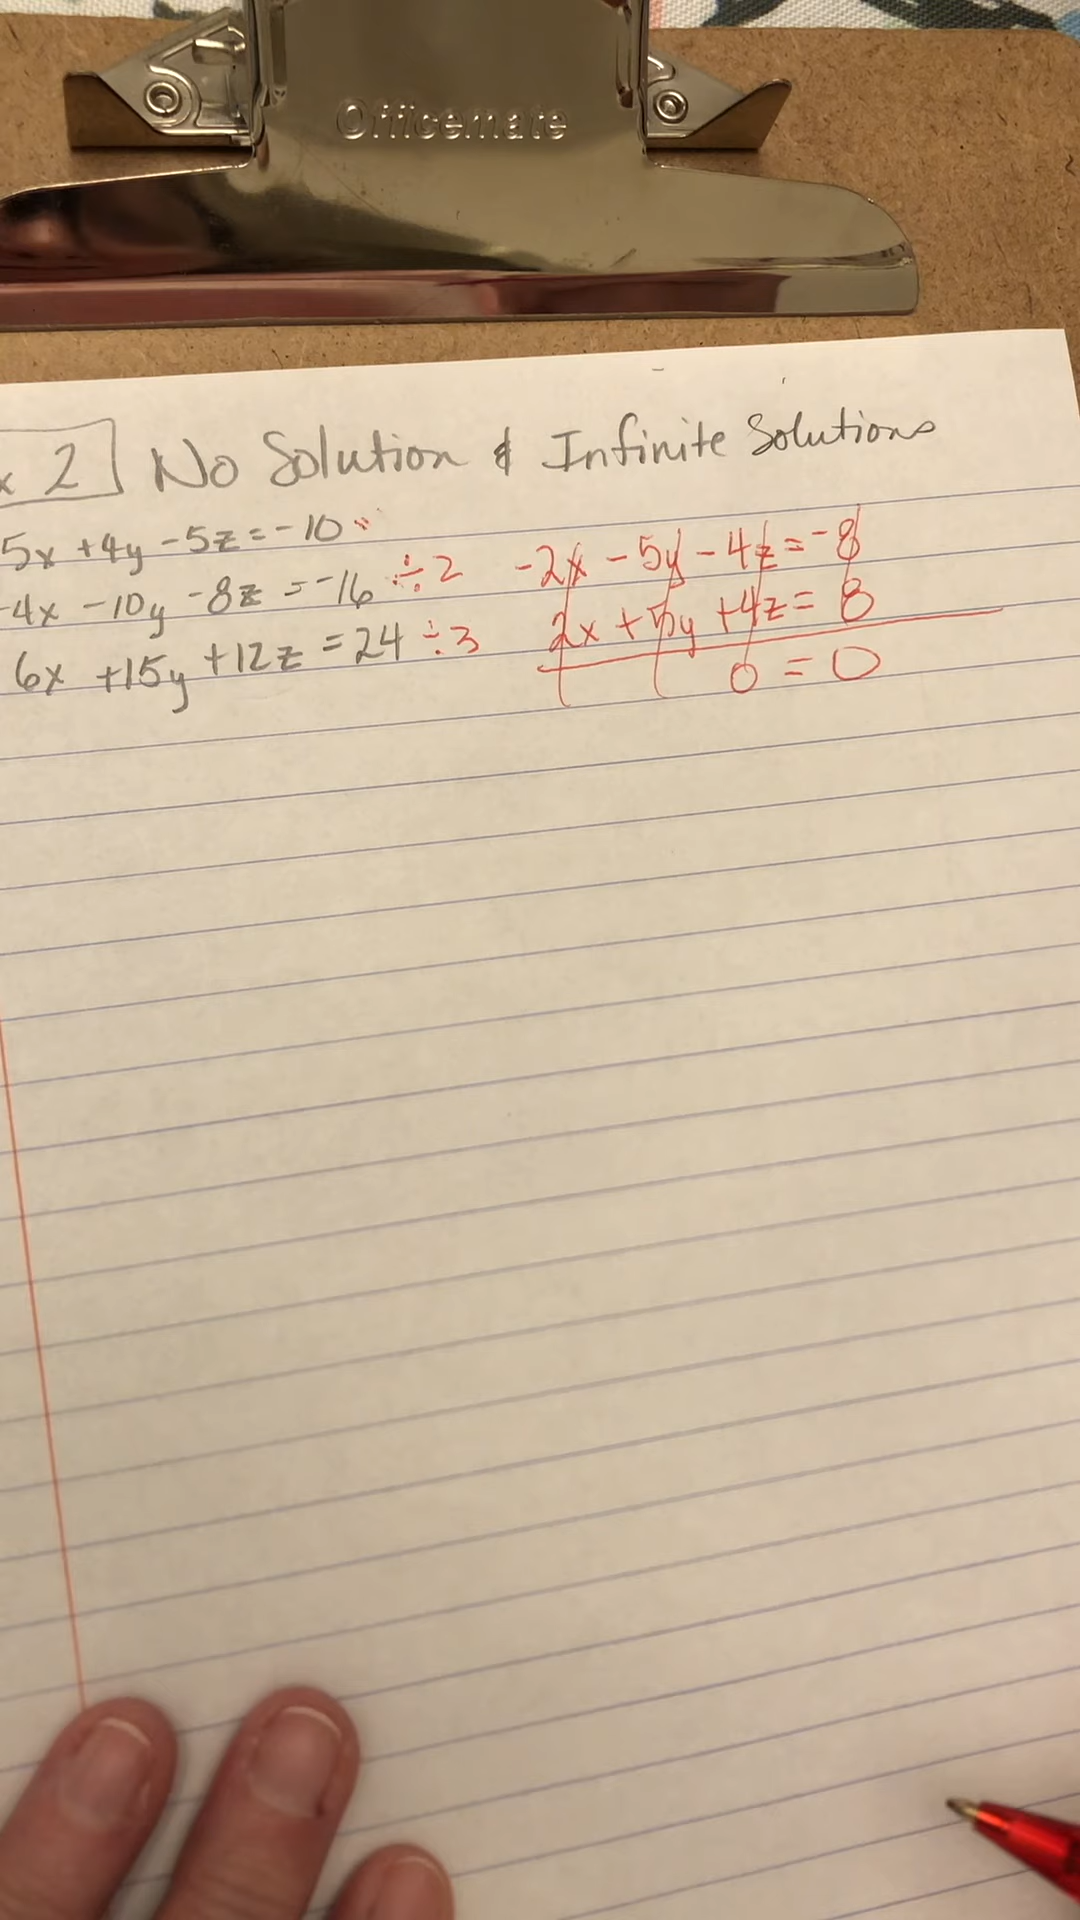 Officemate
x 2 No Solution & Infinite Solutions
5x + 4y - 5z = -10
-4x - 10y - 8z = -16 ÷2
6x + 15y + 12z = 24 ÷3
-2x - 5y - 4z = -8
2x + 5y + 4z = 8
0 = 0